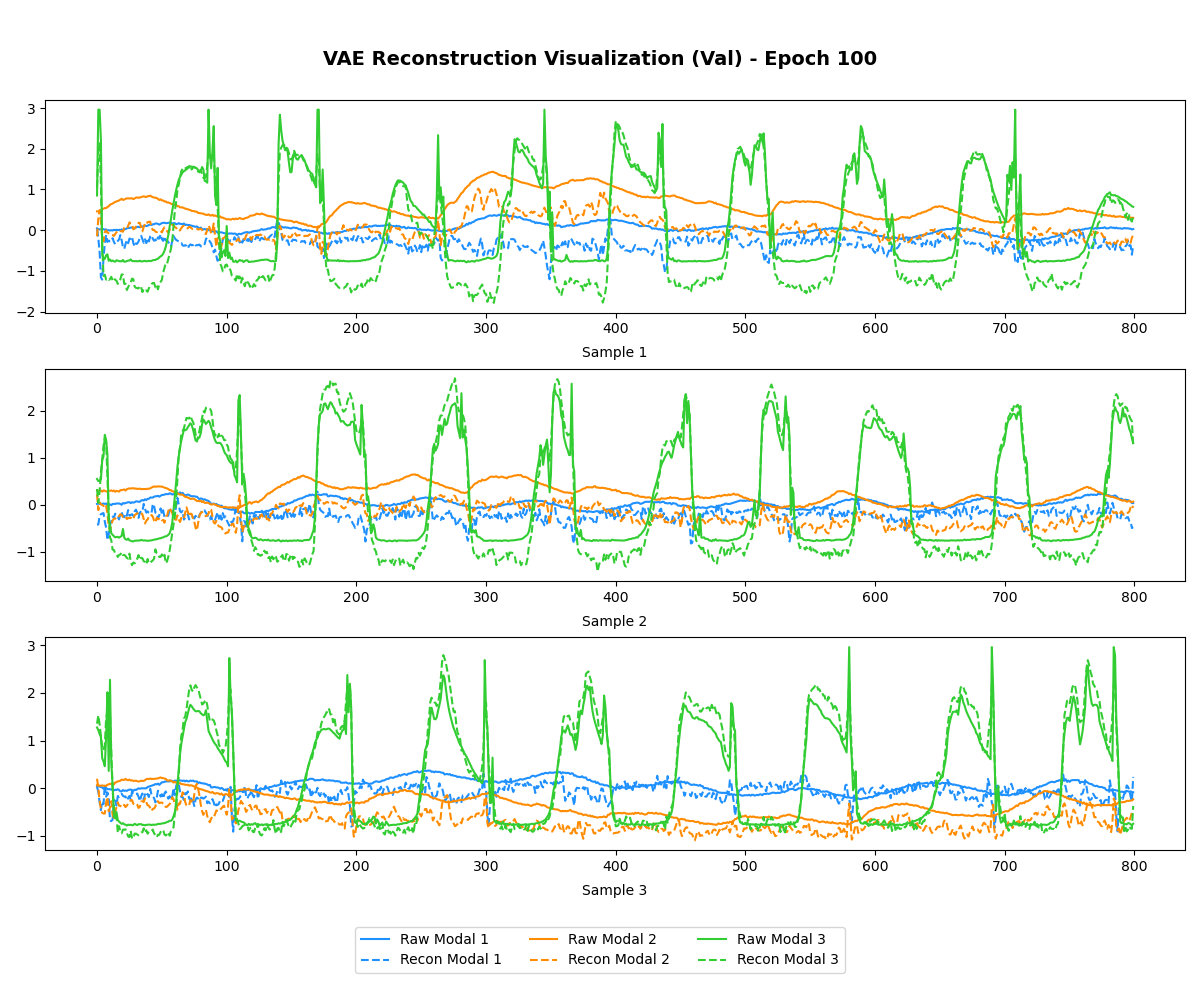 VAE Reconstruction Visualization (Val) - Epoch 100
3
2
1
0
−1
−2
0 100 200 300 400 500 600 700 800
Sample 1
2
1
0
−1
0 100 200 300 400 500 600 700 800
Sample 2
3
2
1
0
−1
0 100 200 300 400 500 600 700 800
Sample 3
Raw Modal 1 Raw Modal 2 Raw Modal 3
Recon Modal 1 Recon Modal 2 Recon Modal 3